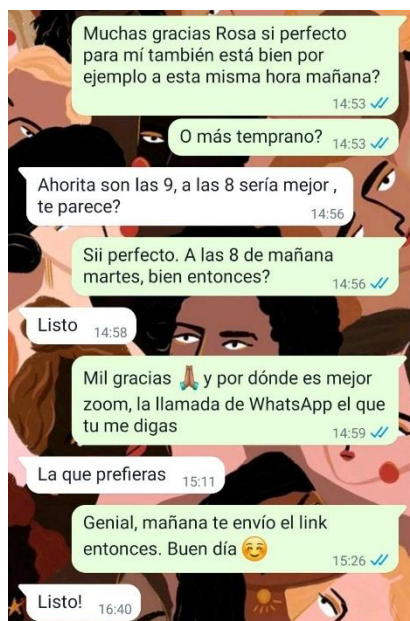 Muchas gracias Rosa si perfecto
para mí también está bien por
ejemplo a esta misma hora mañana?
14:53
O más temprano? 14:53
Ahorita son las 9, a las 8 sería mejor ,
te parece?
14:56
Sii perfecto. A las 8 de mañana
martes, bien entonces?
14:56
Listo 14:58
Mil gracias 🙏🏽 y por dónde es mejor
zoom, la llamada de WhatsApp el que
tu me digas
14:59
La que prefieras 15:11
Genial, mañana te envío el link
entonces. Buen día ☺️
15:26
Listo! 16:40